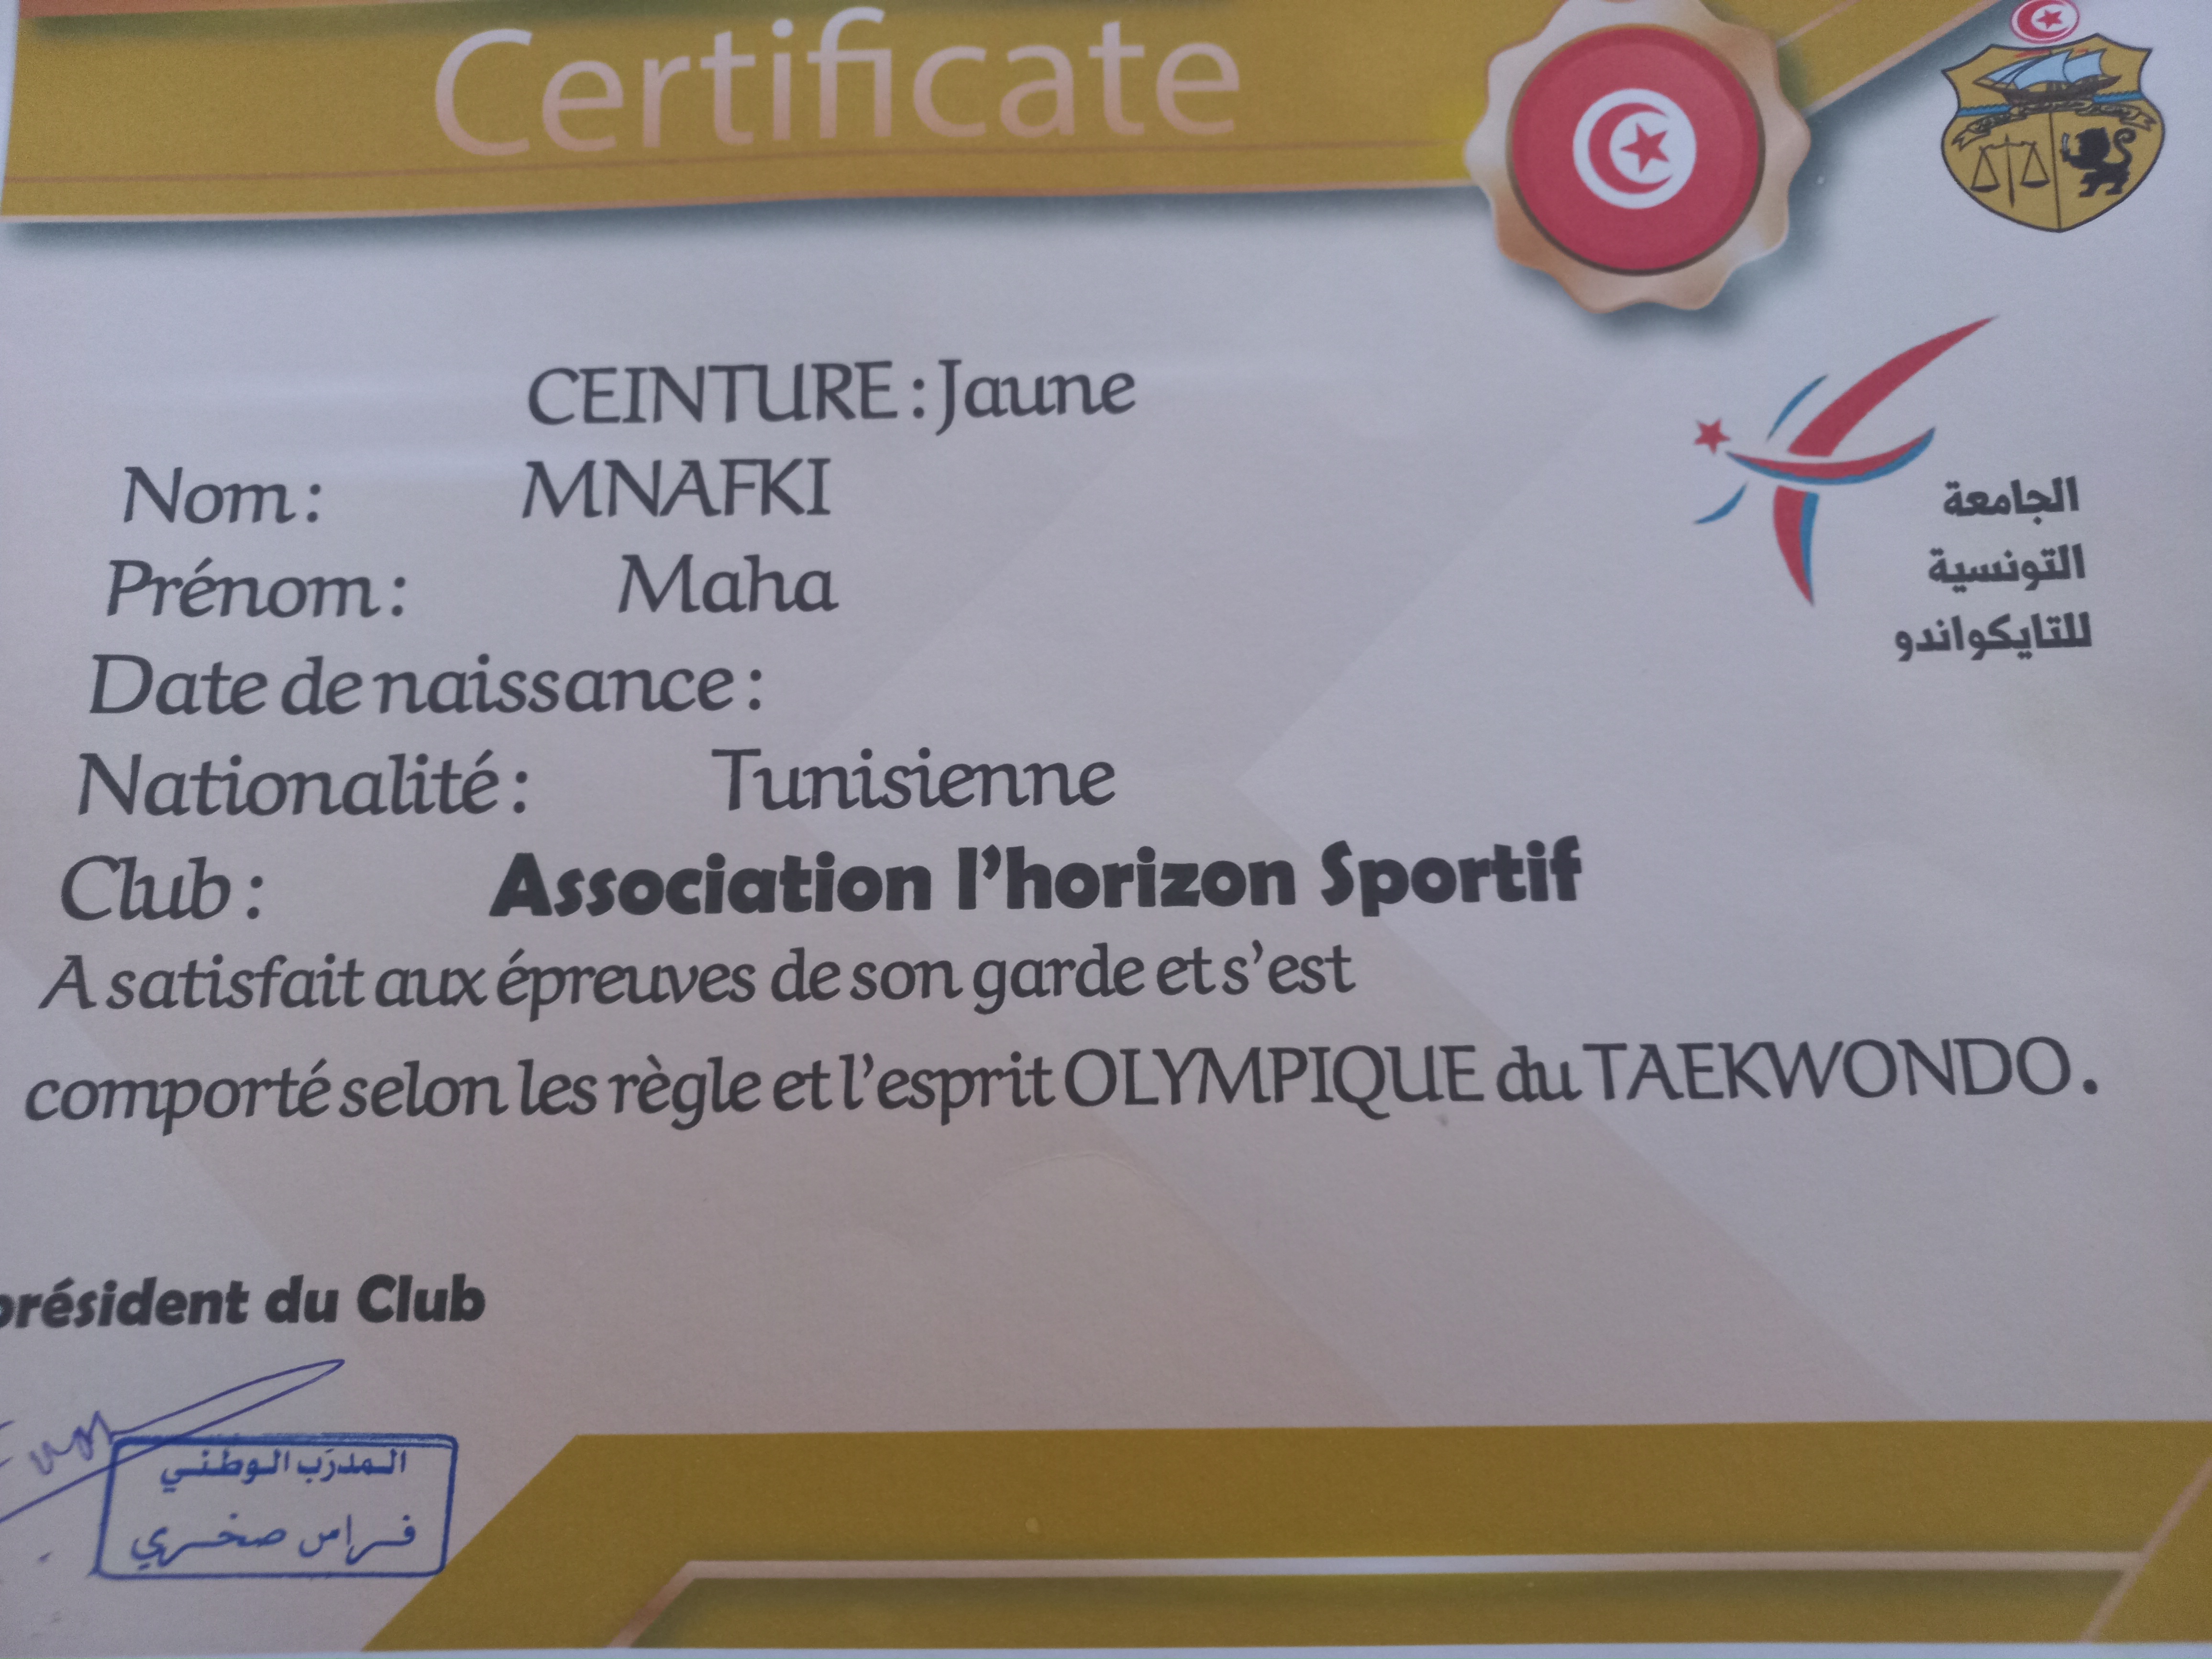 Certificate
CEINTURE : Jaune
Nom : MNAFKI
Prénom : Maha
Date de naissance :
Nationalité : Tunisienne
Club : Association l'horizon Sportif
A satisfait aux épreuves de son garde et s'est
comporté selon les règle et l'esprit OLYMPIQUE du TAEKWONDO.
الجامعة
التونسية
للتايكواندو
président du Club
المدرب الوطني
فراس صخري